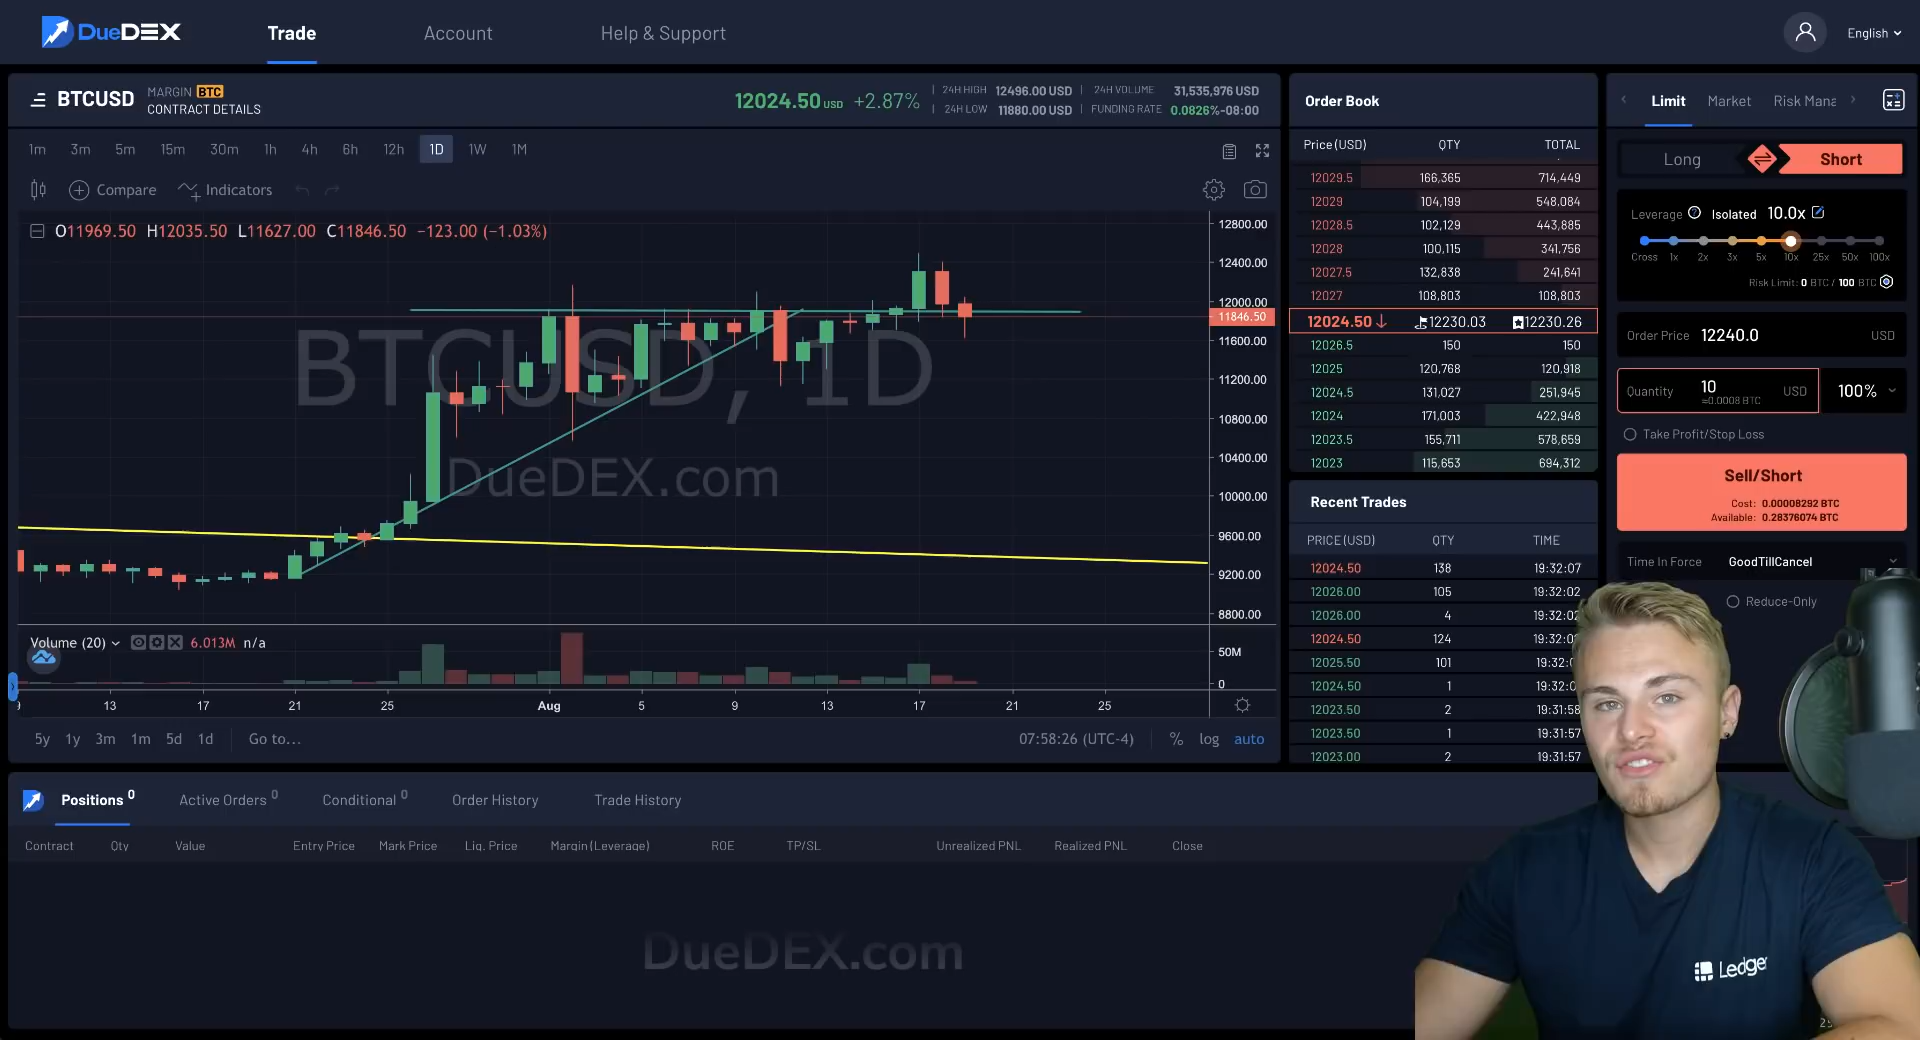 DueDEX
Trade
Account
Help & Support
English
BTCUSD
MARGIN BTC
CONTRACT DETAILS
12024.50 USD +2.87%
24H HIGH 12496.00 USD
24H LOW 11880.00 USD
24H VOLUME 31,535,976 USD
FUNDING RATE 0.0826%-08:00
1m 3m 5m 15m 30m 1h 4h 6h 12h 1D 1W 1M
Compare Indicators
O11969.50 H12035.50 L11627.00 C11846.50 −123.00 (−1.03%)
BTCUSD, 1D
DueDEX.com
12800.00
12400.00
12000.00
11846.50
11600.00
11200.00
10800.00
10400.00
10000.00
9600.00
9200.00
8800.00
Volume (20) 6.013M n/a
50M
0
13 17 21 25 Aug 5 9 13 17 21 25
5y 1y 3m 1m 5d 1d Go to...
07:58:26 (UTC-4) % log auto
Order Book
Price(USD) QTY TOTAL
12029.5 166,365 714,449
12029 104,199 548,084
12028.5 102,129 443,885
12028 100,115 341,756
12027.5 132,838 241,641
12027 108,803 108,803
12024.50↓ 12230.03 12230.26
12026.5 150 150
12025 120,768 120,918
12024.5 131,027 251,945
12024 171,003 422,948
12023.5 155,711 578,659
12023 115,653 694,312
Recent Trades
PRICE(USD) QTY TIME
12024.50 138 19:32:07
12026.00 105 19:32:02
12026.00 4 19:32:02
12024.50 124 19:32:0
12025.50 101 19:32:
12024.50 1 19:32:0
12023.50 2 19:31:58
12023.50 1 19:31:57
12023.00 2 19:31:57
Limit Market Risk Mana
Long Short
Leverage ? Isolated 10.0x
Cross 1x 2x 3x 5x 10x 25x 50x 100x
Risk Limit: 0 BTC / 100 BTC
Order Price 12240.0 USD
Quantity 10 USD 100%
≈0.0008 BTC
Take Profit/Stop Loss
Sell/Short
Cost: 0.00008292 BTC
Available: 0.28376074 BTC
Time In Force GoodTillCancel
Reduce-Only
Positions 0 Active Orders 0 Conditional 0 Order History Trade History
Contract Qty Value Entry Price Mark Price Liq. Price Margin (Leverage) ROE TP/SL Unrealized PNL Realized PNL Close
DueDEX.com
Ledger